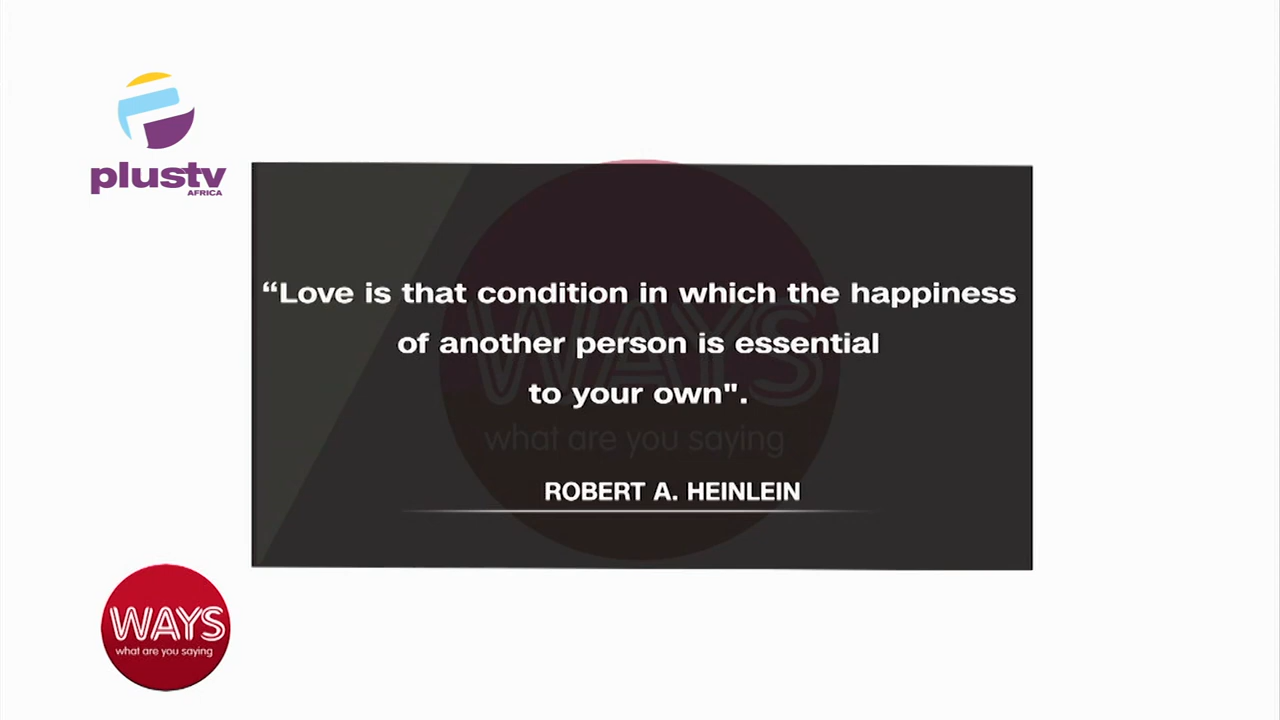 plustv
AFRICA
“Love is that condition in which the happiness
of another person is essential
to your own".
WAYS
what are you saying
ROBERT A. HEINLEIN
WAYS
what are you saying